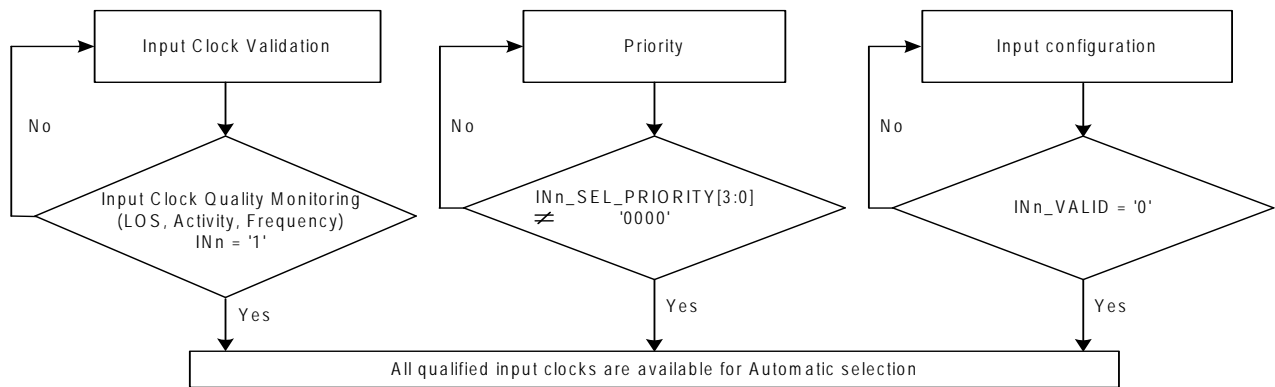 Input Clock Validation
No
Input Clock Quality Monitoring
(LOS, Activity, Frequency)
INn = '1'
Yes
Priority
No
INn_SEL_PRIORITY[3:0]
≠ '0000'
Yes
Input configuration
No
INn_VALID = '0'
Yes
All qualified input clocks are available for Automatic selection